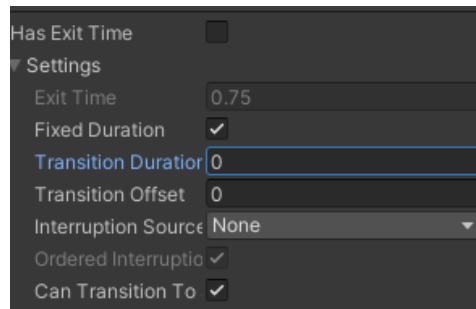 Has Exit Time
Settings
Exit Time 0.75
Fixed Duration
Transition Duration 0
Transition Offset 0
Interruption Source None
Ordered Interruptio
Can Transition To